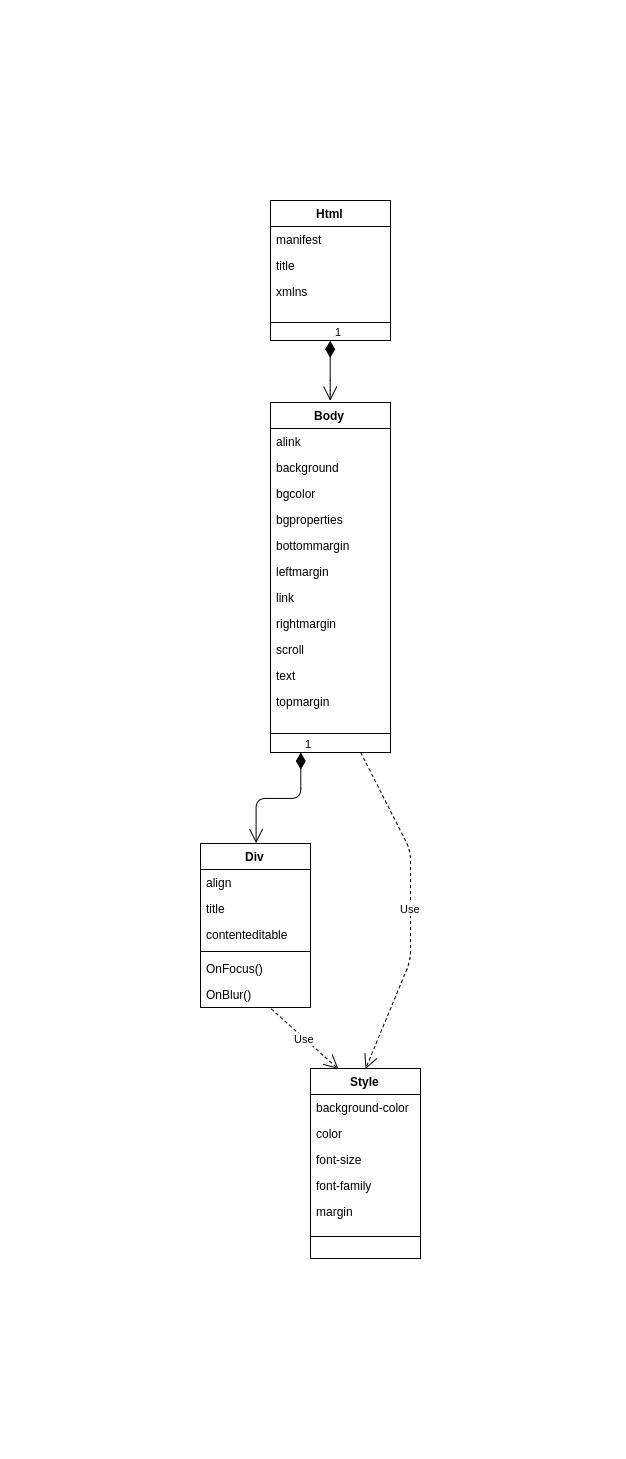 Html
manifest
title
xmlns
1
Body
alink
background
bgcolor
bgproperties
bottommargin
leftmargin
link
rightmargin
scroll
text
topmargin
1
Div
align
title
contenteditable
OnFocus()
OnBlur()
Use
Use
Style
background-color
color
font-size
font-family
margin